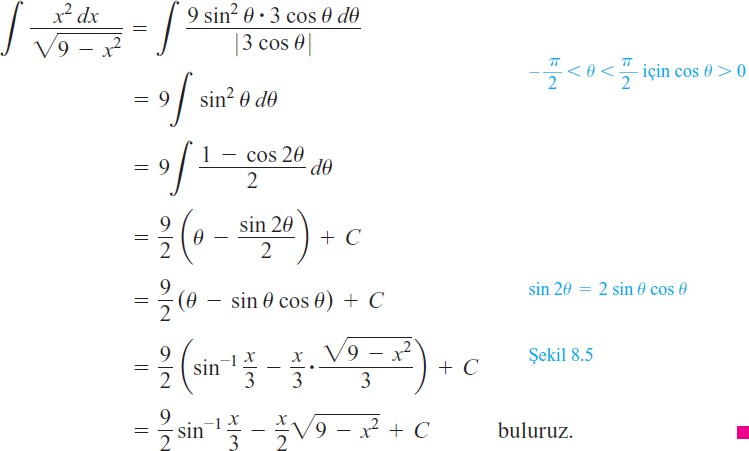 ∫ x² dx / √(9 − x²) = ∫ 9 sin² θ · 3 cos θ dθ / |3 cos θ|
−π/2 < θ < π/2 için cos θ > 0
= 9 ∫ sin² θ dθ
= 9 ∫ (1 − cos 2θ)/2 dθ
= 9/2 (θ − sin 2θ/2) + C
= 9/2 (θ − sin θ cos θ) + C sin 2θ = 2 sin θ cos θ
= 9/2 (sin⁻¹ x/3 − x/3 · √(9 − x²)/3) + C Şekil 8.5
= 9/2 sin⁻¹ x/3 − x/2 √(9 − x²) + C buluruz.